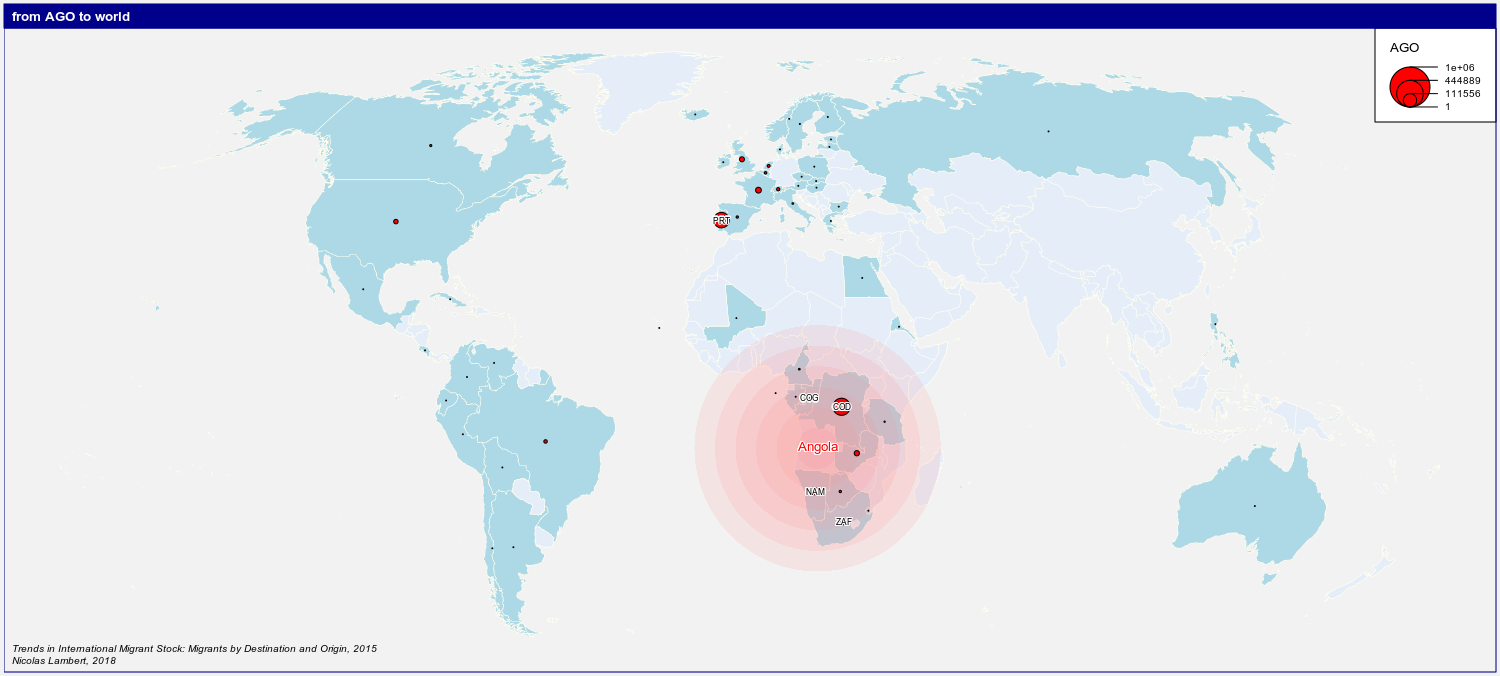 from AGO to world
AGO
1e+06
444889
111556
1
PRT
COG
COD
Angola
NAM
ZAF
Trends in International Migrant Stock: Migrants by Destination and Origin, 2015
Nicolas Lambert, 2018